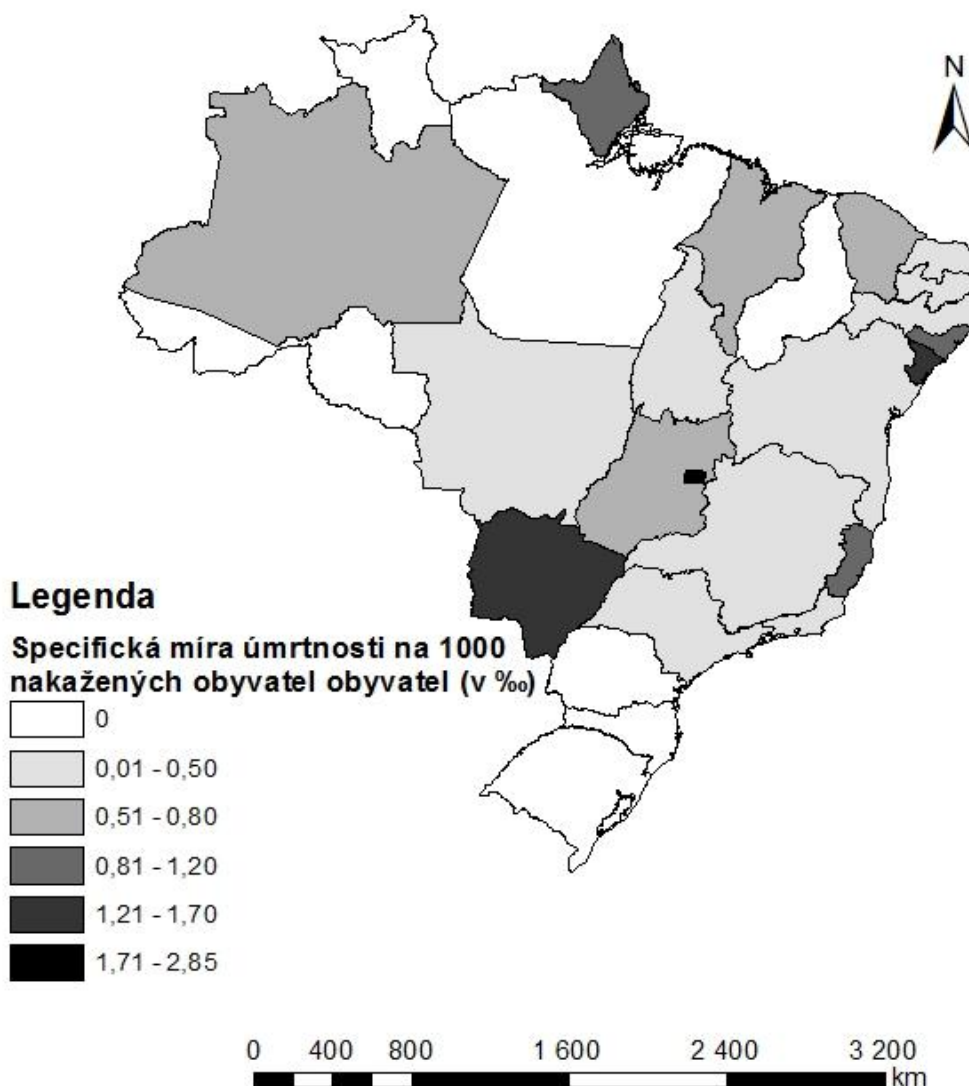 N
Legenda
Specifická míra úmrtnosti na 1000
nakažených obyvatel obyvatel (v ‰)
0
0,01 - 0,50
0,51 - 0,80
0,81 - 1,20
1,21 - 1,70
1,71 - 2,85
0 400 800 1 600 2 400 3 200
km